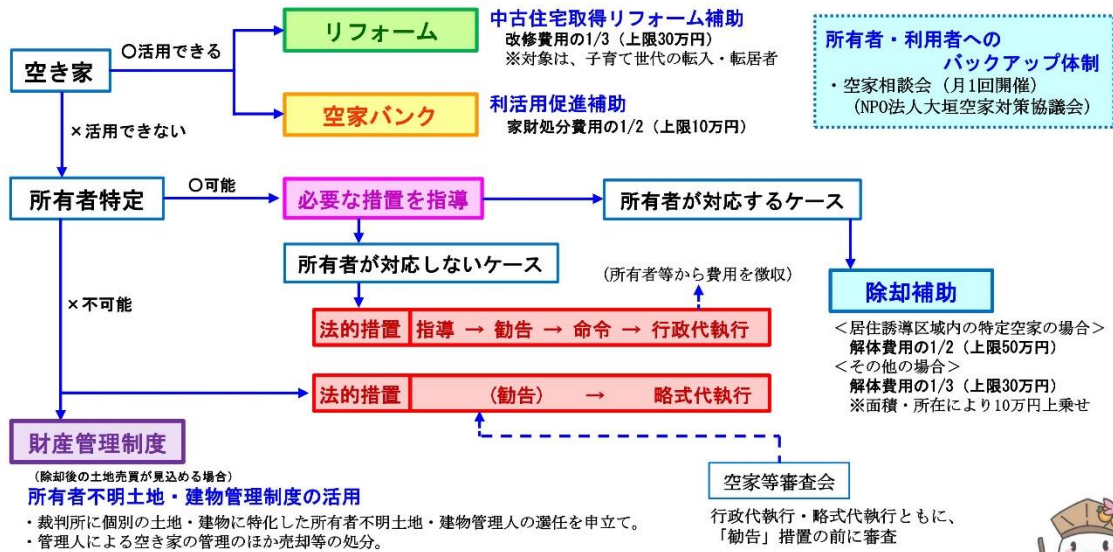 空き家
○活用できる
リフォーム
中古住宅取得リフォーム補助
改修費用の1/3（上限30万円）
※対象は、子育て世代の転入・転居者
空家バンク
利活用促進補助
家財処分費用の1/2（上限10万円）
所有者・利用者への
バックアップ体制
・空家相談会（月1回開催）
（NPO法人大垣空家対策協議会）
×活用できない
所有者特定
○可能
必要な措置を指導
所有者が対応するケース
所有者が対応しないケース
（所有者等から費用を徴収）
除却補助
×不可能
法的措置 指導 → 勧告 → 命令 → 行政代執行
＜居住誘導区域内の特定空家の場合＞
解体費用の1/2（上限50万円）
＜その他の場合＞
解体費用の1/3（上限30万円）
※面積・所在により10万円上乗せ
法的措置 （勧告） → 略式代執行
財産管理制度
（除却後の土地売買が見込める場合）
所有者不明土地・建物管理制度の活用
・裁判所に個別の土地・建物に特化した所有者不明土地・建物管理人の選任を申立て。
・管理人による空き家の管理のほか売却等の処分。
空家等審査会
行政代執行・略式代執行ともに、
「勧告」措置の前に審査